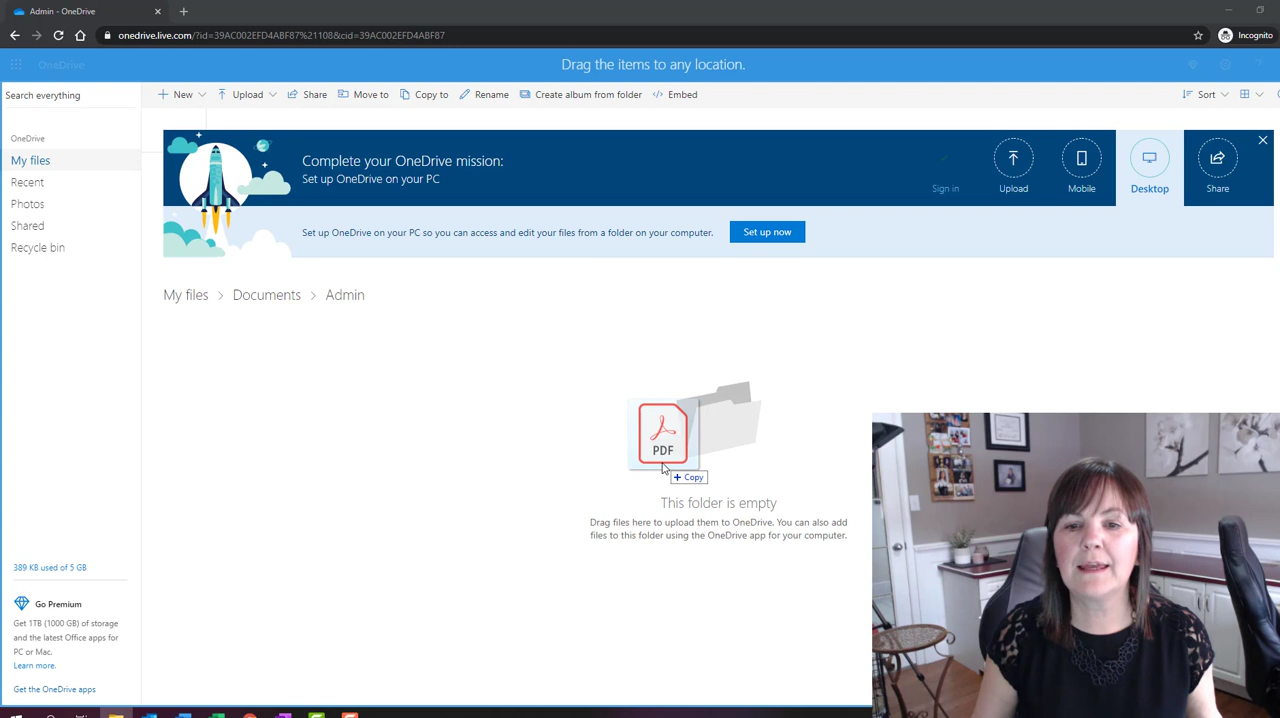 Admin - OneDrive
onedrive.live.com/?id=39AC002EFD4ABF87%21108&cid=39AC002EFD4ABF87
Incognito
OneDrive
Drag the items to any location.
Search everything
New
Upload
Share
Move to
Copy to
Rename
Create album from folder
Embed
Sort
OneDrive
My files
Recent
Photos
Shared
Recycle bin
Complete your OneDrive mission:
Set up OneDrive on your PC
Sign in
Upload
Mobile
Desktop
Share
Set up OneDrive on your PC so you can access and edit your files from a folder on your computer.
Set up now
My files > Documents > Admin
PDF
+ Copy
This folder is empty
Drag files here to upload them to OneDrive. You can also add
files to this folder using the OneDrive app for your computer.
389 KB used of 5 GB
Go Premium
Get 1TB (1000 GB) of
storage and the latest
Office apps for
PC or Mac.
Learn more.
Get the OneDrive apps